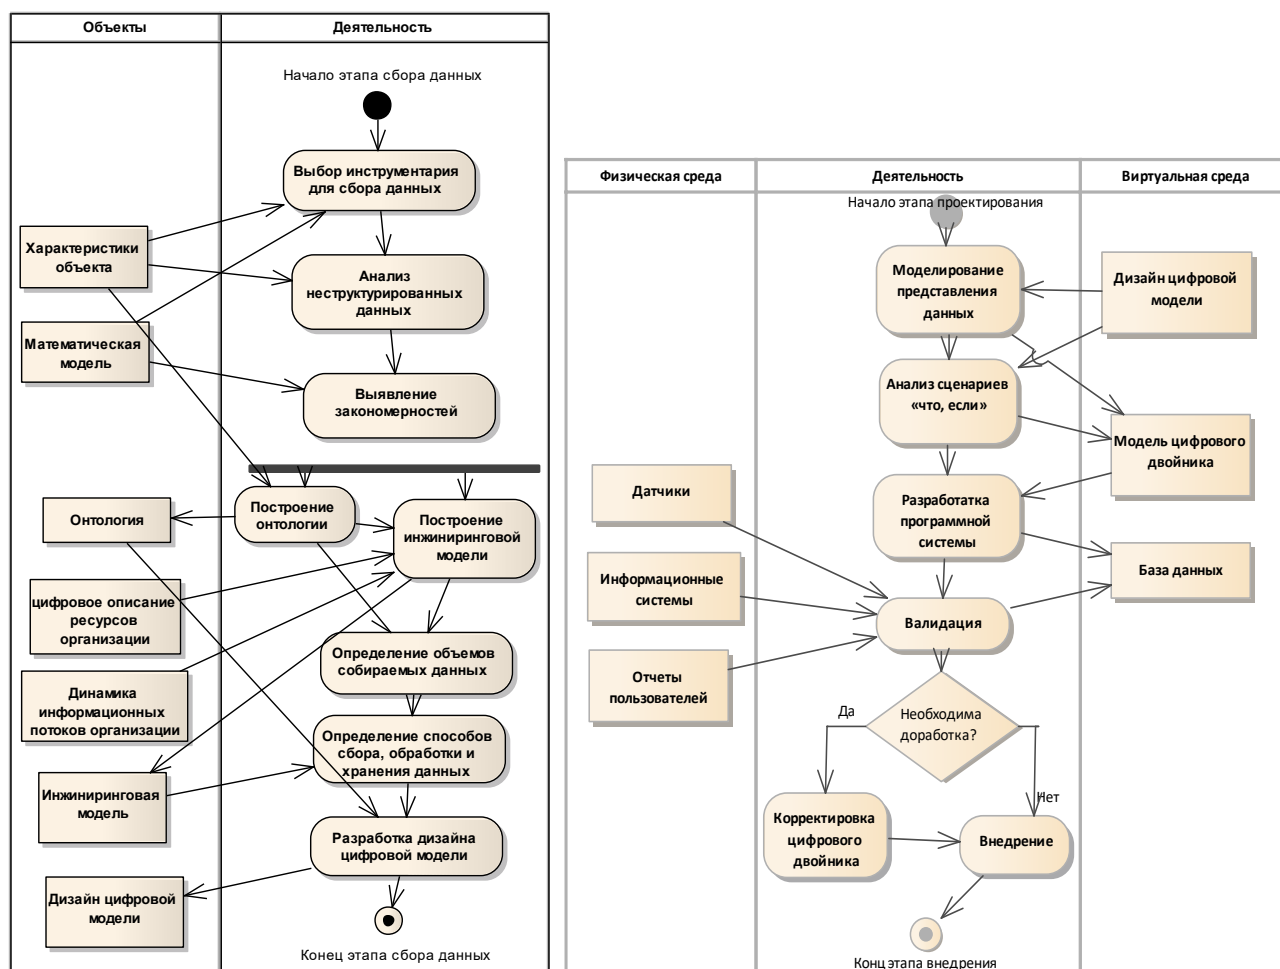 Объекты
Деятельность
Начало этапа сбора данных
Выбор инструментария
для сбора данных
Характеристики
объекта
Анализ
неструктурированных
данных
Математическая
модель
Выявление
закономерностей
Онтология
Построение
онтологии
Построение
инжиниринговой
модели
цифровое описание
ресурсов
организации
Определение объемов
собираемых данных
Динамика
информационных
потоков организации
Определение способов
сбора, обработки и
хранения данных
Инжиниринговая
модель
Разработка дизайна
цифровой модели
Дизайн цифровой
модели
Конец этапа сбора данных
Физическая среда
Деятельность
Виртуальная среда
Начало этапа проектирования
Моделирование
представления
данных
Дизайн цифровой
модели
Анализ сценариев
«что, если»
Модель цифрового
двойника
Датчики
Разработатка
программной
системы
Информационные
системы
База данных
Валидация
Отчеты
пользователей
Необходима
доработка?
Да
Нет
Корректировка
цифрового
двойника
Внедрение
Конц этапа внедрения